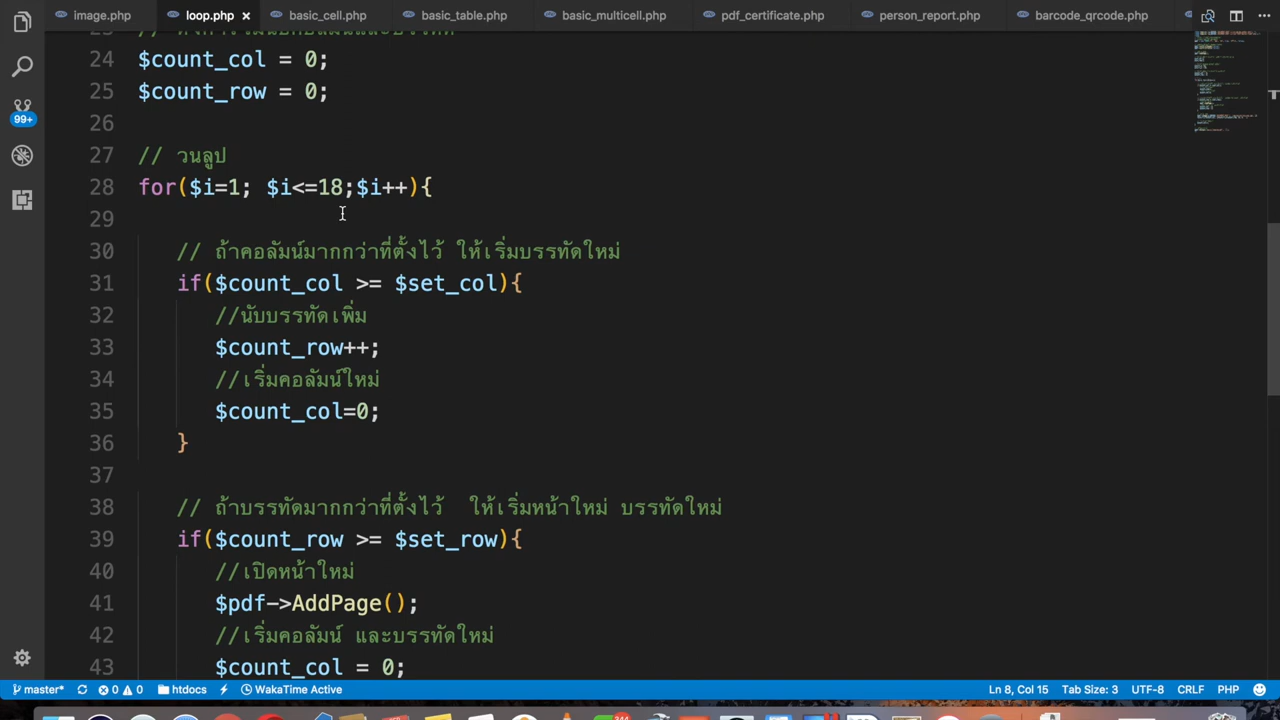 image.php
loop.php
basic_cell.php
basic_table.php
basic_multicell.php
pdf_certificate.php
person_report.php
barcode_qrcode.php
24 $count_col = 0;
25 $count_row = 0;
26
27 // วนลูป
28 for($i=1; $i<=18;$i++){
29
30 // ถ้าคอลัมน์มากกว่าที่ตั้งไว้ ให้เริ่มบรรทัดใหม่
31 if($count_col >= $set_col){
32 //นับบรรทัดเพิ่ม
33 $count_row++;
34 //เริ่มคอลัมน์ใหม่
35 $count_col=0;
36 }
37
38 // ถ้าบรรทัดมากกว่าที่ตั้งไว้  ให้เริ่มหน้าใหม่ บรรทัดใหม่
39 if($count_row >= $set_row){
40 //เปิดหน้าใหม่
41 $pdf->AddPage();
42 //เริ่มคอลัมน์ และบรรทัดใหม่
43 $count_col = 0;
99+
master* 0 0 htdocs WakaTime Active Ln 8, Col 15 Tab Size: 3 UTF-8 CRLF PHP